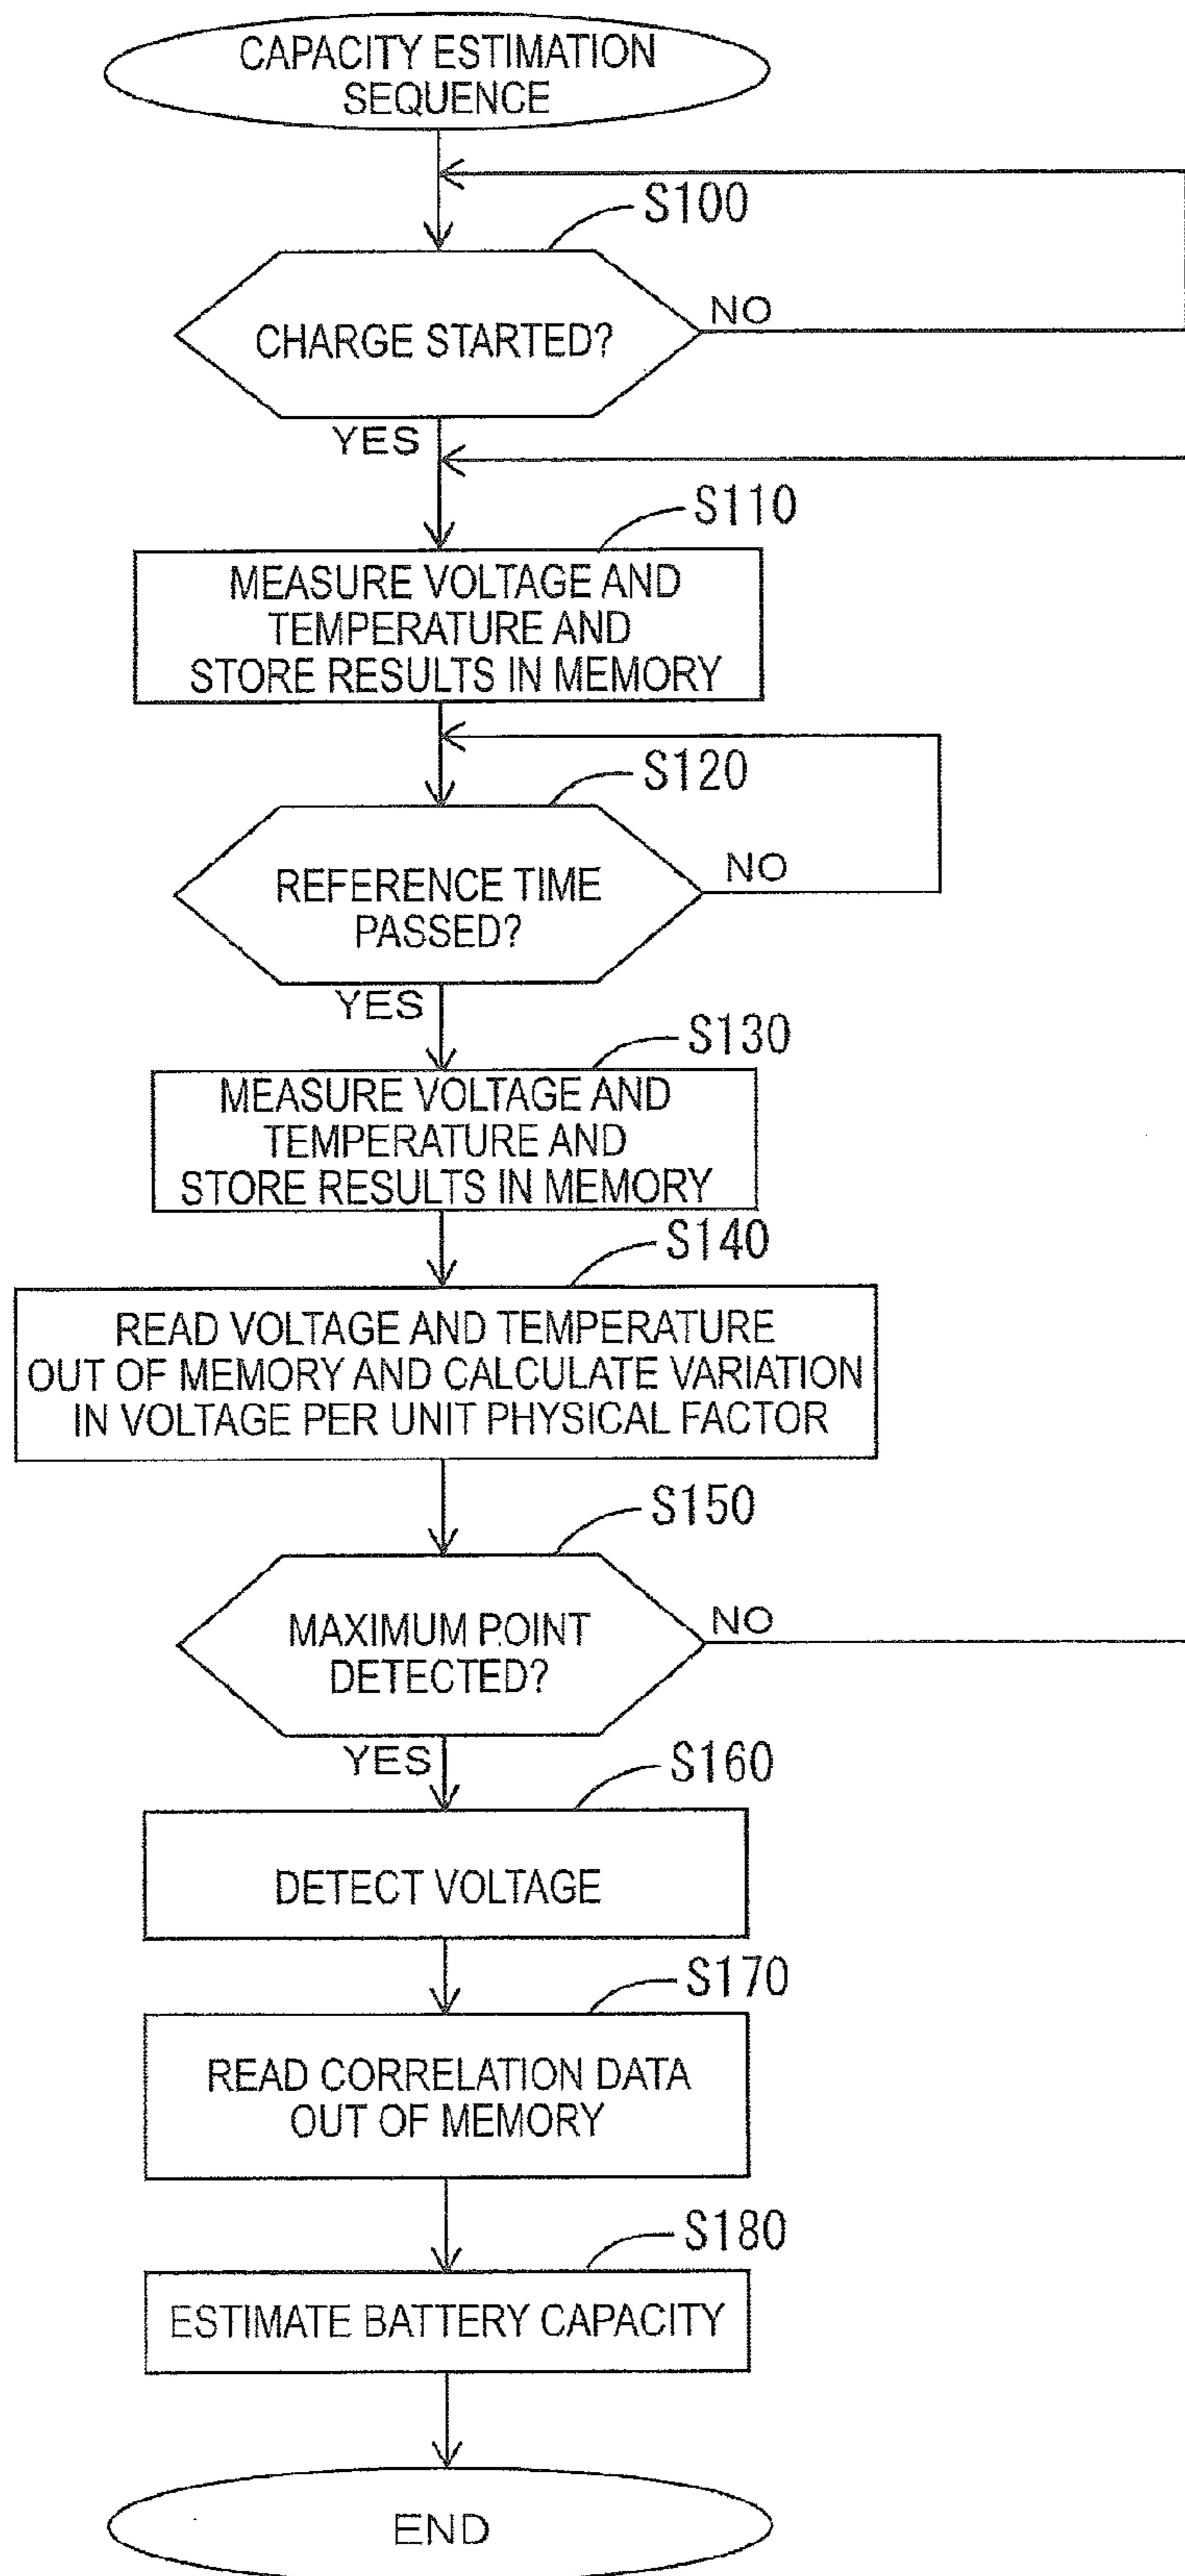 CAPACITY ESTIMATION
SEQUENCE
S100
CHARGE STARTED?
NO
YES
S110
MEASURE VOLTAGE AND
TEMPERATURE AND
STORE RESULTS IN MEMORY
S120
REFERENCE TIME
PASSED?
NO
YES
S130
MEASURE VOLTAGE AND
TEMPERATURE AND
STORE RESULTS IN MEMORY
S140
READ VOLTAGE AND TEMPERATURE
OUT OF MEMORY AND CALCULATE VARIATION
IN VOLTAGE PER UNIT PHYSICAL FACTOR
S150
MAXIMUM POINT
DETECTED?
NO
YES
S160
DETECT VOLTAGE
S170
READ CORRELATION DATA
OUT OF MEMORY
S180
ESTIMATE BATTERY CAPACITY
END